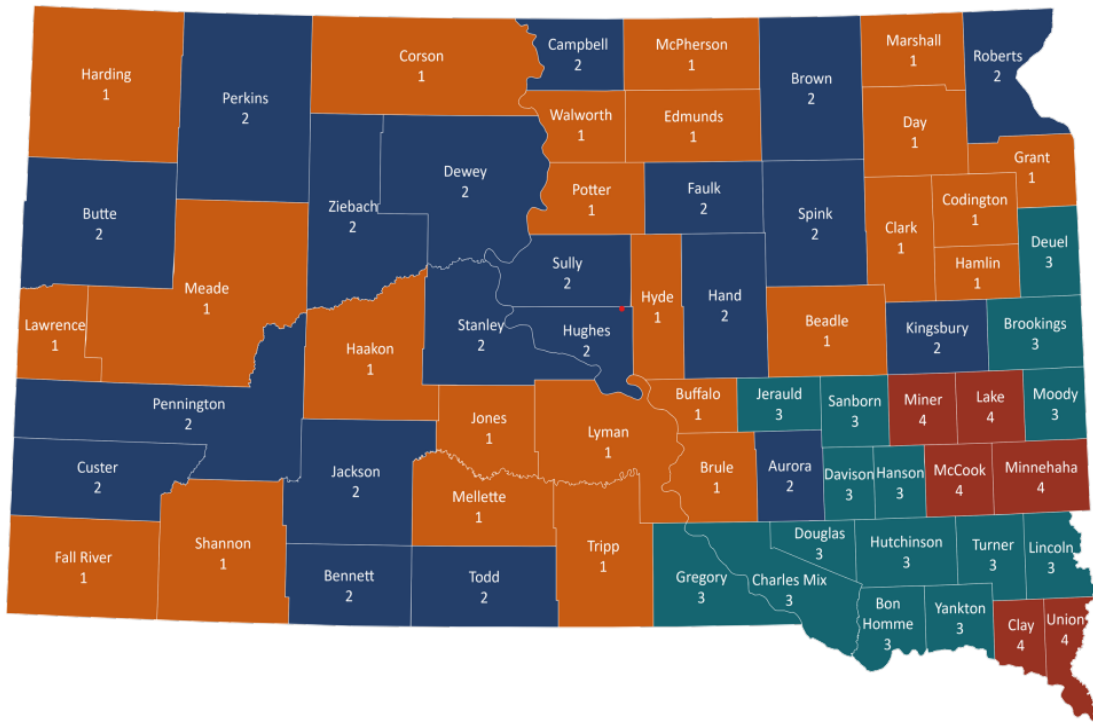 Harding
1
Perkins
2
Corson
1
Campbell
2
McPherson
1
Brown
2
Marshall
1
Roberts
2
Walworth
1
Edmunds
1
Day
1
Grant
1
Butte
2
Ziebach
2
Dewey
2
Potter
1
Faulk
2
Spink
2
Clark
1
Codington
1
Hamlin
1
Deuel
3
Lawrence
1
Meade
1
Haakon
1
Stanley
2
Sully
2
Hughes
2
Hyde
1
Hand
2
Beadle
1
Kingsbury
2
Brookings
3
Pennington
2
Custer
2
Jackson
2
Jones
1
Lyman
1
Buffalo
1
Jerauld
3
Sanborn
3
Miner
4
Lake
4
Moody
3
Mellette
1
Brule
1
Aurora
2
Davison
3
Hanson
3
McCook
4
Minnehaha
4
Fall River
1
Shannon
1
Bennett
2
Todd
2
Tripp
1
Gregory
3
Charles Mix
3
Douglas
3
Hutchinson
3
Turner
3
Lincoln
3
Bon
Homme
3
Yankton
3
Clay
4
Union
4